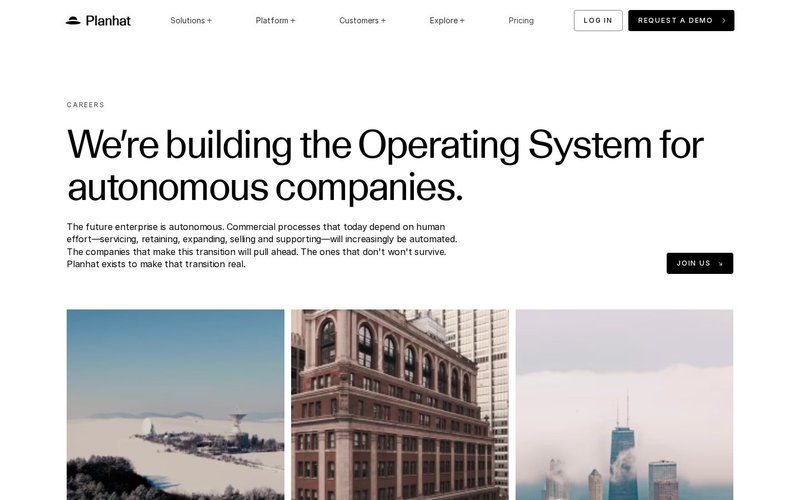 Planhat
Solutions +
Platform +
Customers +
Explore +
Pricing
LOG IN
REQUEST A DEMO
CAREERS
We’re building the Operating System for
autonomous companies.
The future enterprise is autonomous. Commercial processes that today depend on human
effort—servicing, retaining, expanding, selling and supporting—will increasingly be automated.
The companies that make this transition will pull ahead. The ones that don't won't survive.
Planhat exists to make that transition real.
JOIN US